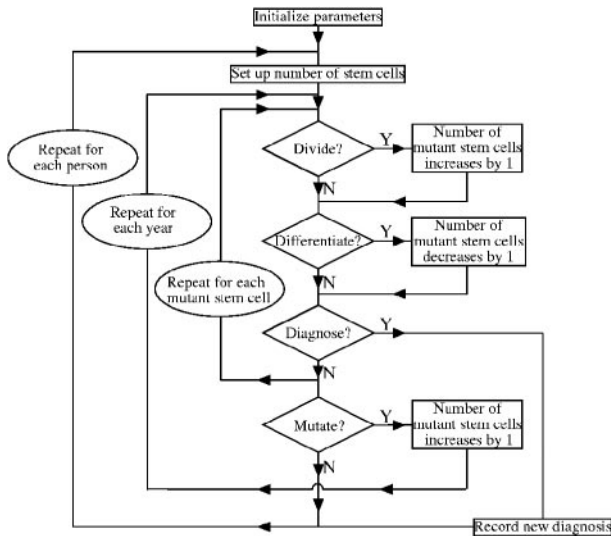 Initialize parameters
Set up number of stem cells
Divide?
Y
Number of
mutant stem cells
increases by 1
N
Repeat for
each person
Repeat for
each year
Differentiate?
Y
Number of
mutant stem cells
decreases by 1
N
Repeat for each
mutant stem cell
Diagnose?
Y
N
Mutate?
Y
Number of
mutant stem cells
increases by 1
N
Record new diagnosis